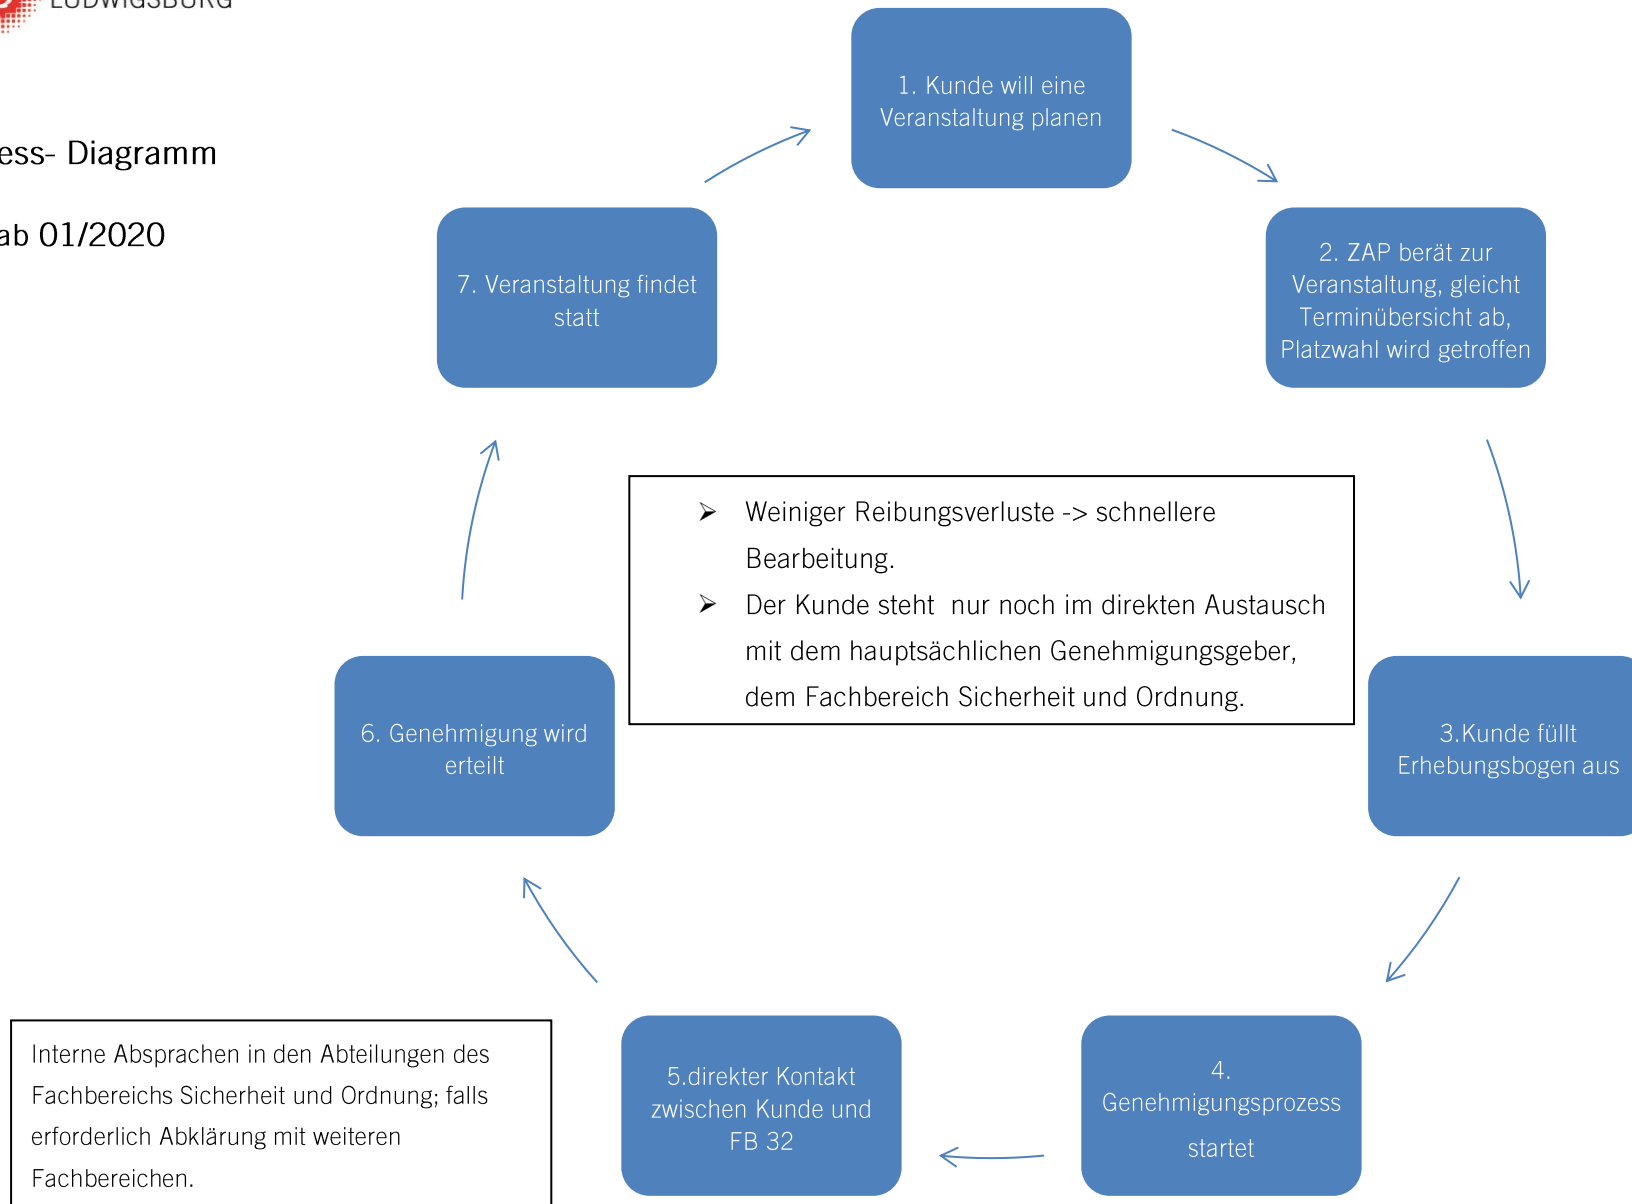 LUDWIGSBURG
ess- Diagramm
ab 01/2020
1. Kunde will eine
Veranstaltung planen
2. ZAP berät zur
Veranstaltung, gleicht
Terminübersicht ab,
Platzwahl wird getroffen
3.Kunde füllt
Erhebungsbogen aus
4.
Genehmigungsprozess
startet
5.direkter Kontakt
zwischen Kunde und
FB 32
6. Genehmigung wird
erteilt
7. Veranstaltung findet
statt
➢ Weiniger Reibungsverluste -> schnellere
Bearbeitung.
➢ Der Kunde steht nur noch im direkten Austausch
mit dem hauptsächlichen Genehmigungsgeber,
dem Fachbereich Sicherheit und Ordnung.
Interne Absprachen in den Abteilungen des
Fachbereichs Sicherheit und Ordnung; falls
erforderlich Abklärung mit weiteren
Fachbereichen.